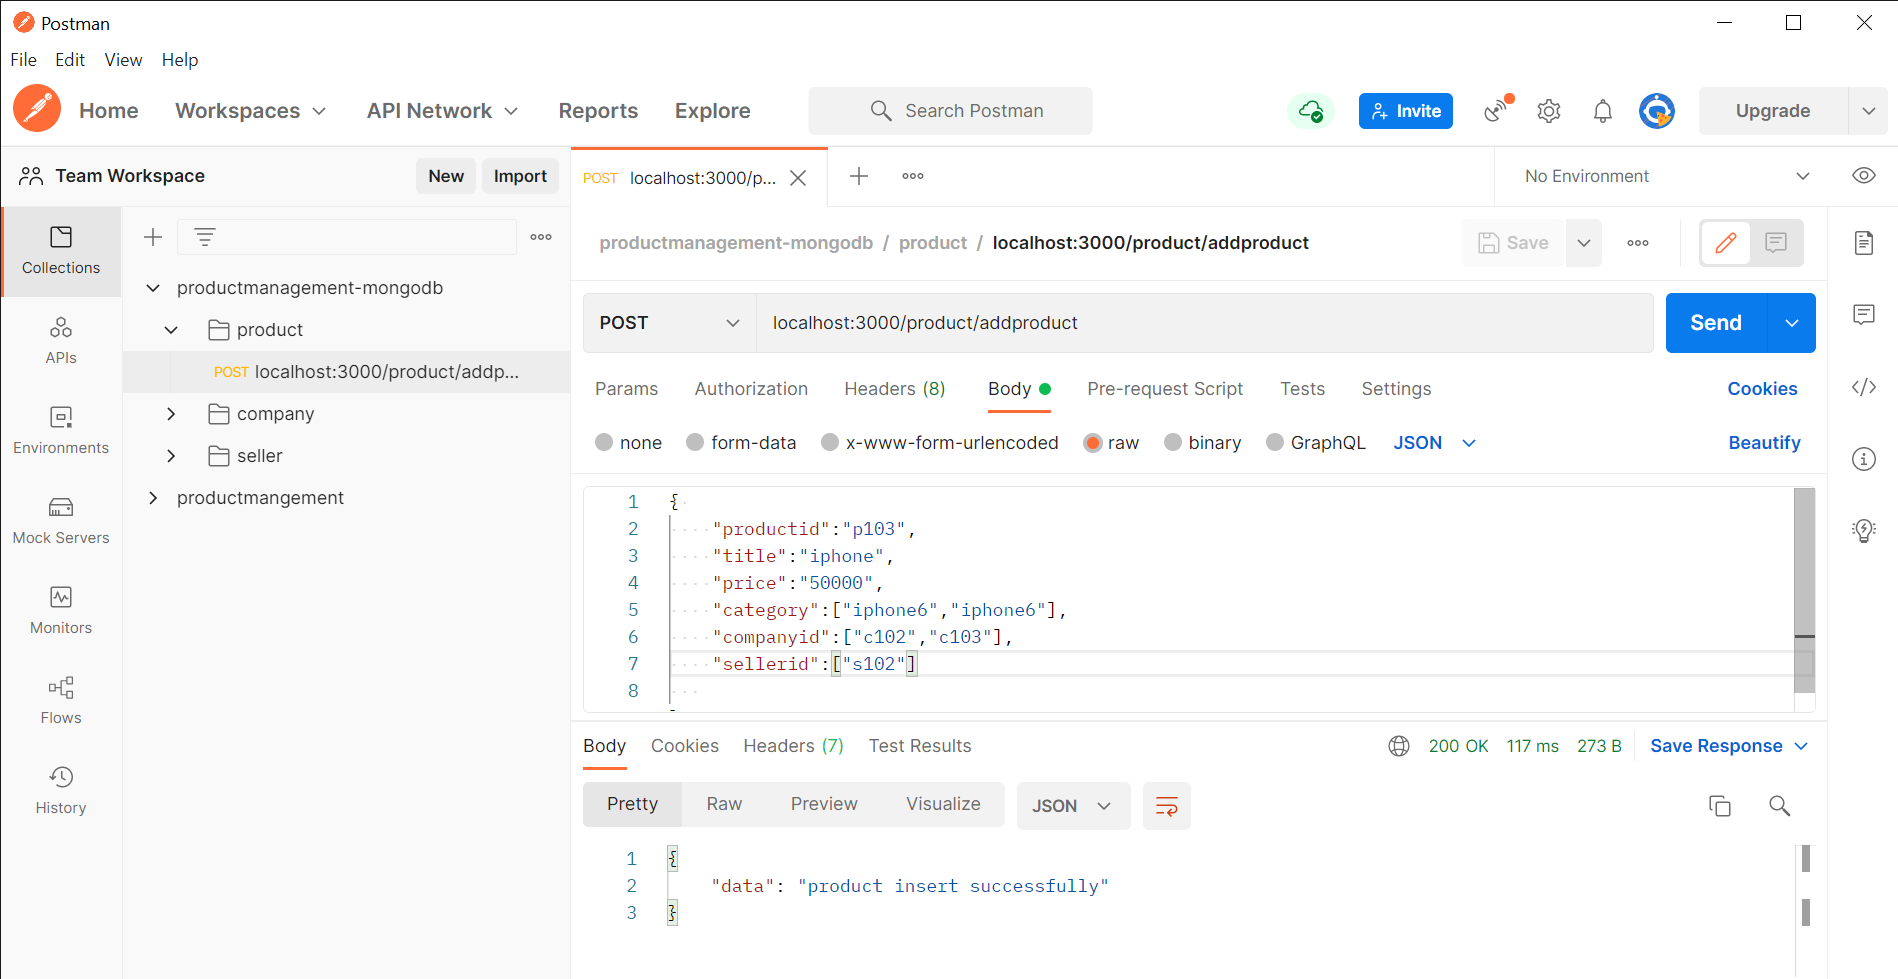 Postman
File Edit View Help
Home Workspaces API Network Reports Explore Search Postman Invite Upgrade
Team Workspace New Import
POST localhost:3000/p... No Environment
Collections
APIs
Environments
Mock Servers
Monitors
Flows
History
productmanagement-mongodb
product
POST localhost:3000/product/addp...
company
seller
productmangement
productmanagement-mongodb / product / localhost:3000/product/addproduct Save
POST localhost:3000/product/addproduct Send
Params Authorization Headers (8) Body Pre-request Script Tests Settings Cookies
none form-data x-www-form-urlencoded raw binary GraphQL JSON Beautify
1 {
2 "productid":"p103",
3 "title":"iphone",
4 "price":"50000",
5 "category":["iphone6","iphone6"],
6 "companyid":["c102","c103"],
7 "sellerid":["s102"]
8
Body Cookies Headers (7) Test Results 200 OK 117 ms 273 B Save Response
Pretty Raw Preview Visualize JSON
1 {
2 "data": "product insert successfully"
3 }